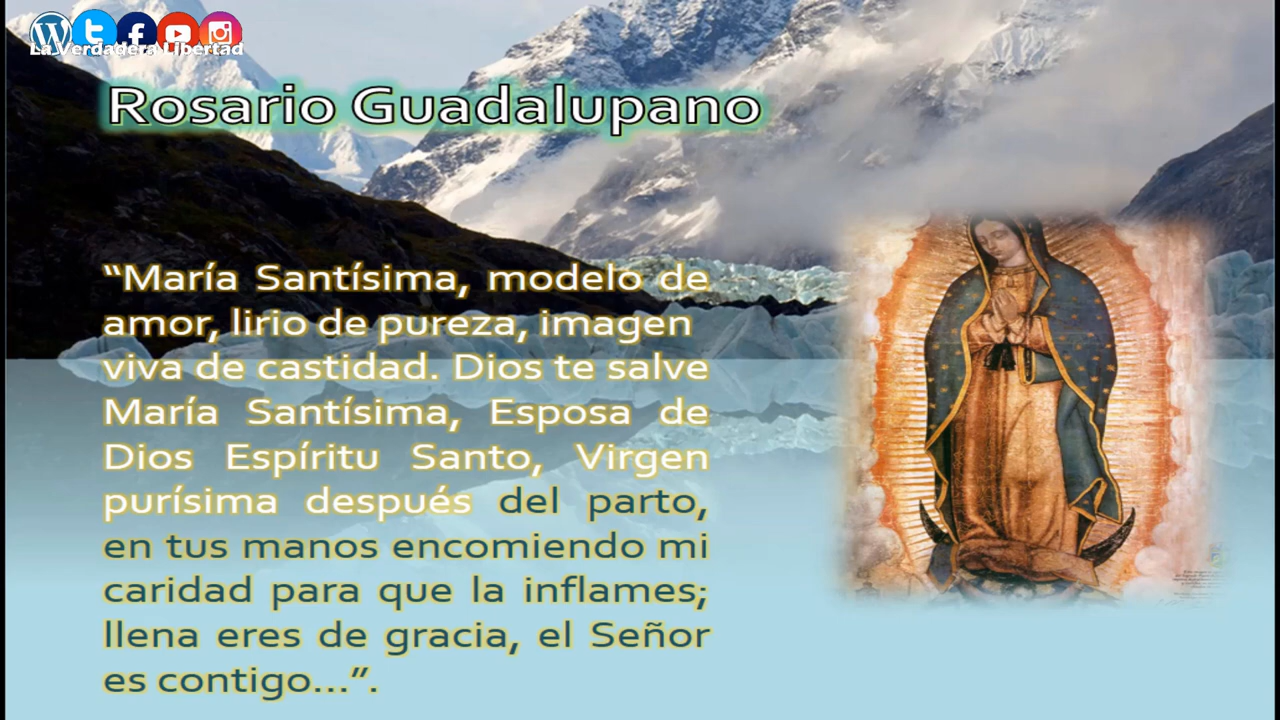 La Verdadera Libertad
Rosario Guadalupano
“María Santísima, modelo de
amor, lirio de pureza, imagen
viva de castidad. Dios te salve
María Santísima, Esposa de
Dios Espíritu Santo, Virgen
purísima después del parto,
en tus manos encomiendo mi
caridad para que la inflames;
llena eres de gracia, el Señor
es contigo...”.